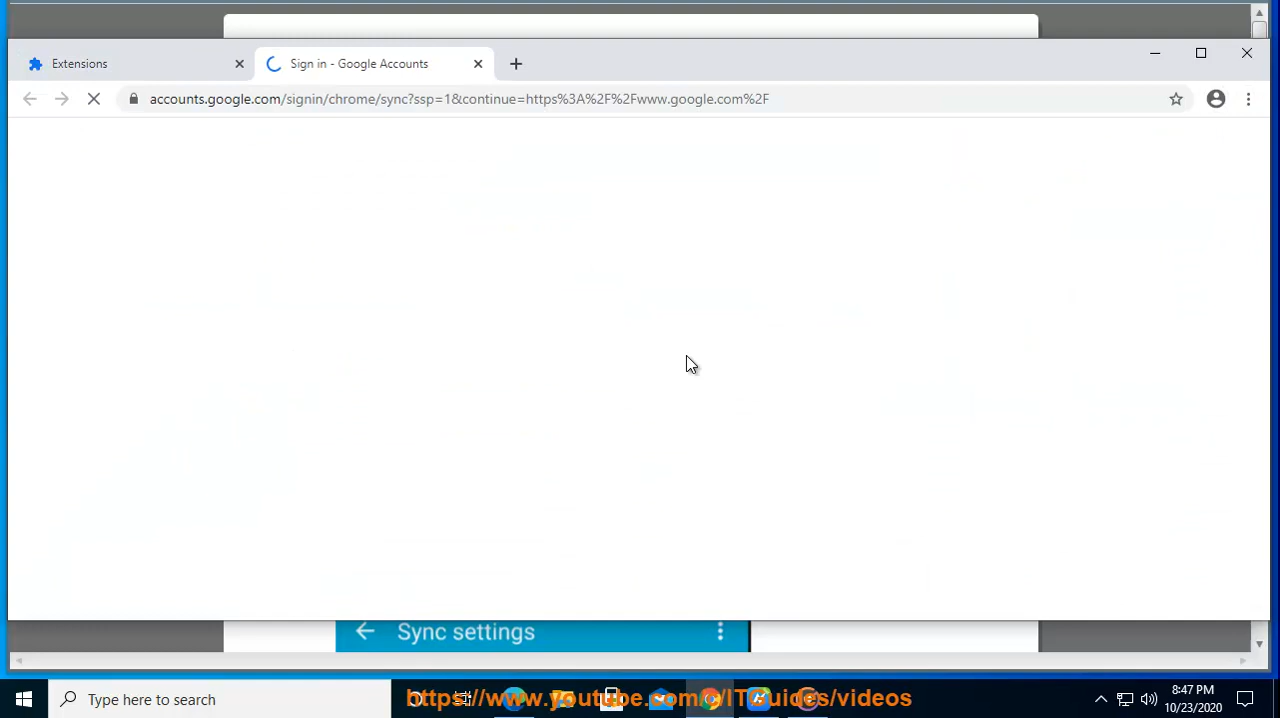 Extensions
Sign in - Google Accounts
accounts.google.com/signin/chrome/sync?ssp=1&continue=https%3A%2F%2Fwww.google.com%2F
Sync settings
Type here to search
https://www.youtube.com/c/ITGuides/videos
8:47 PM
10/23/2020